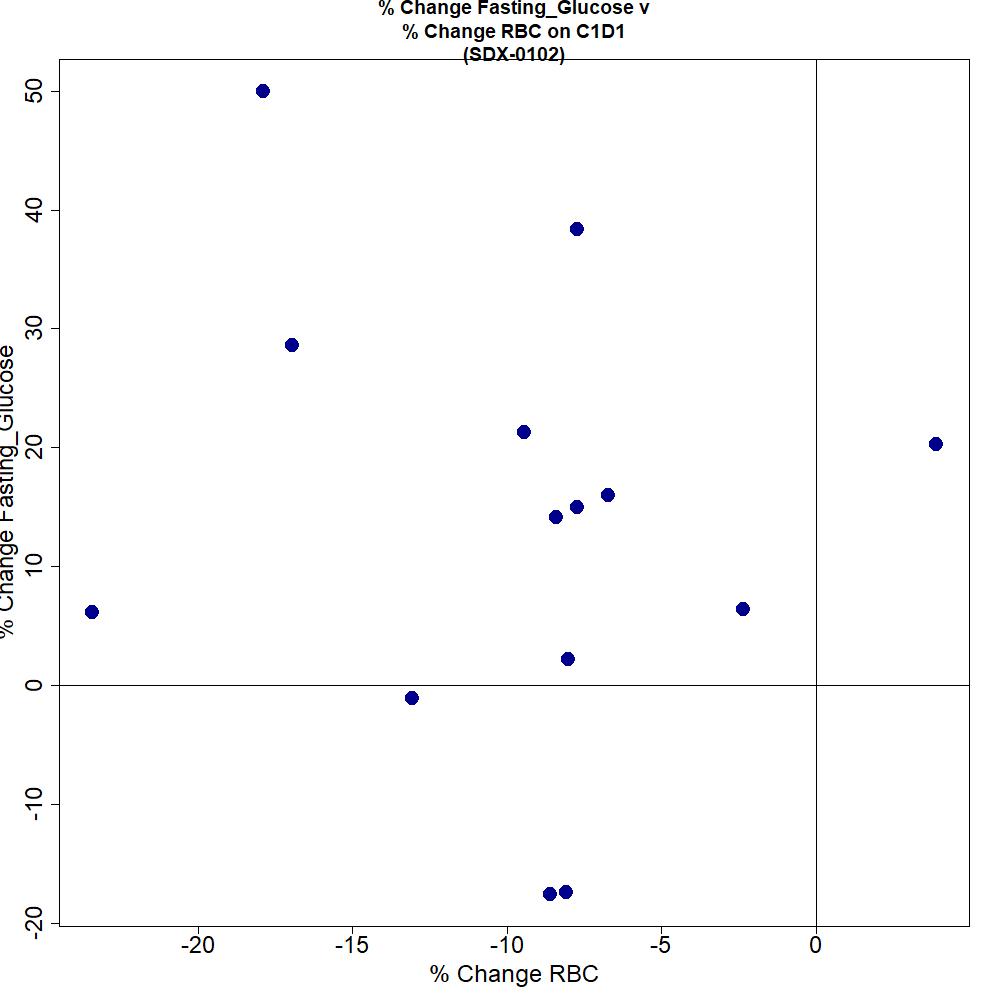 % Change Fasting_Glucose v
% Change RBC on C1D1
(SDX-0102)
% Change Fasting_Glucose
50
40
30
20
10
0
-10
-20
-20 -15 -10 -5 0
% Change RBC